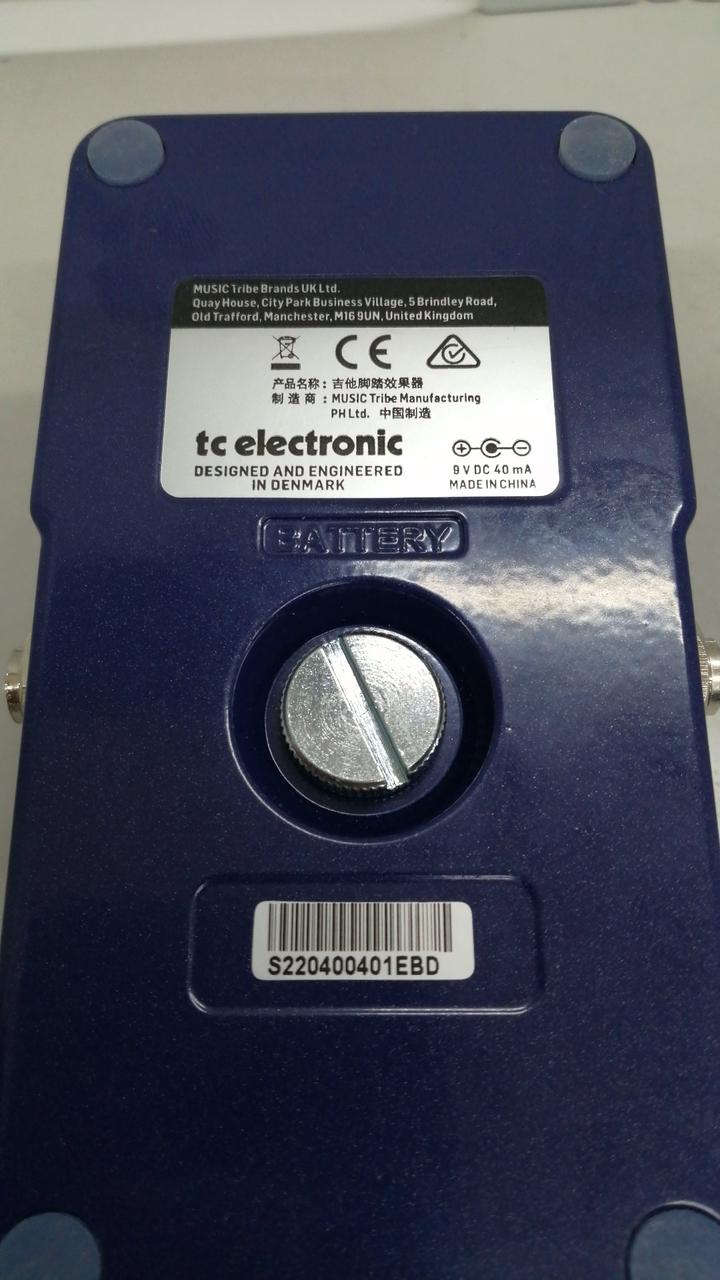 MUSIC Tribe Brands UK Ltd.
Quay House, City Park Business Village, 5 Brindley Road,
Old Trafford, Manchester, M16 9UN, United Kingdom
CE
产品名称：吉他脚踏效果器
制 造 商：MUSIC Tribe Manufacturing
PH Ltd. 中国制造
tc electronic
DESIGNED AND ENGINEERED
IN DENMARK
9 V DC 40 mA
MADE IN CHINA
BATTERY
S220400401EBD